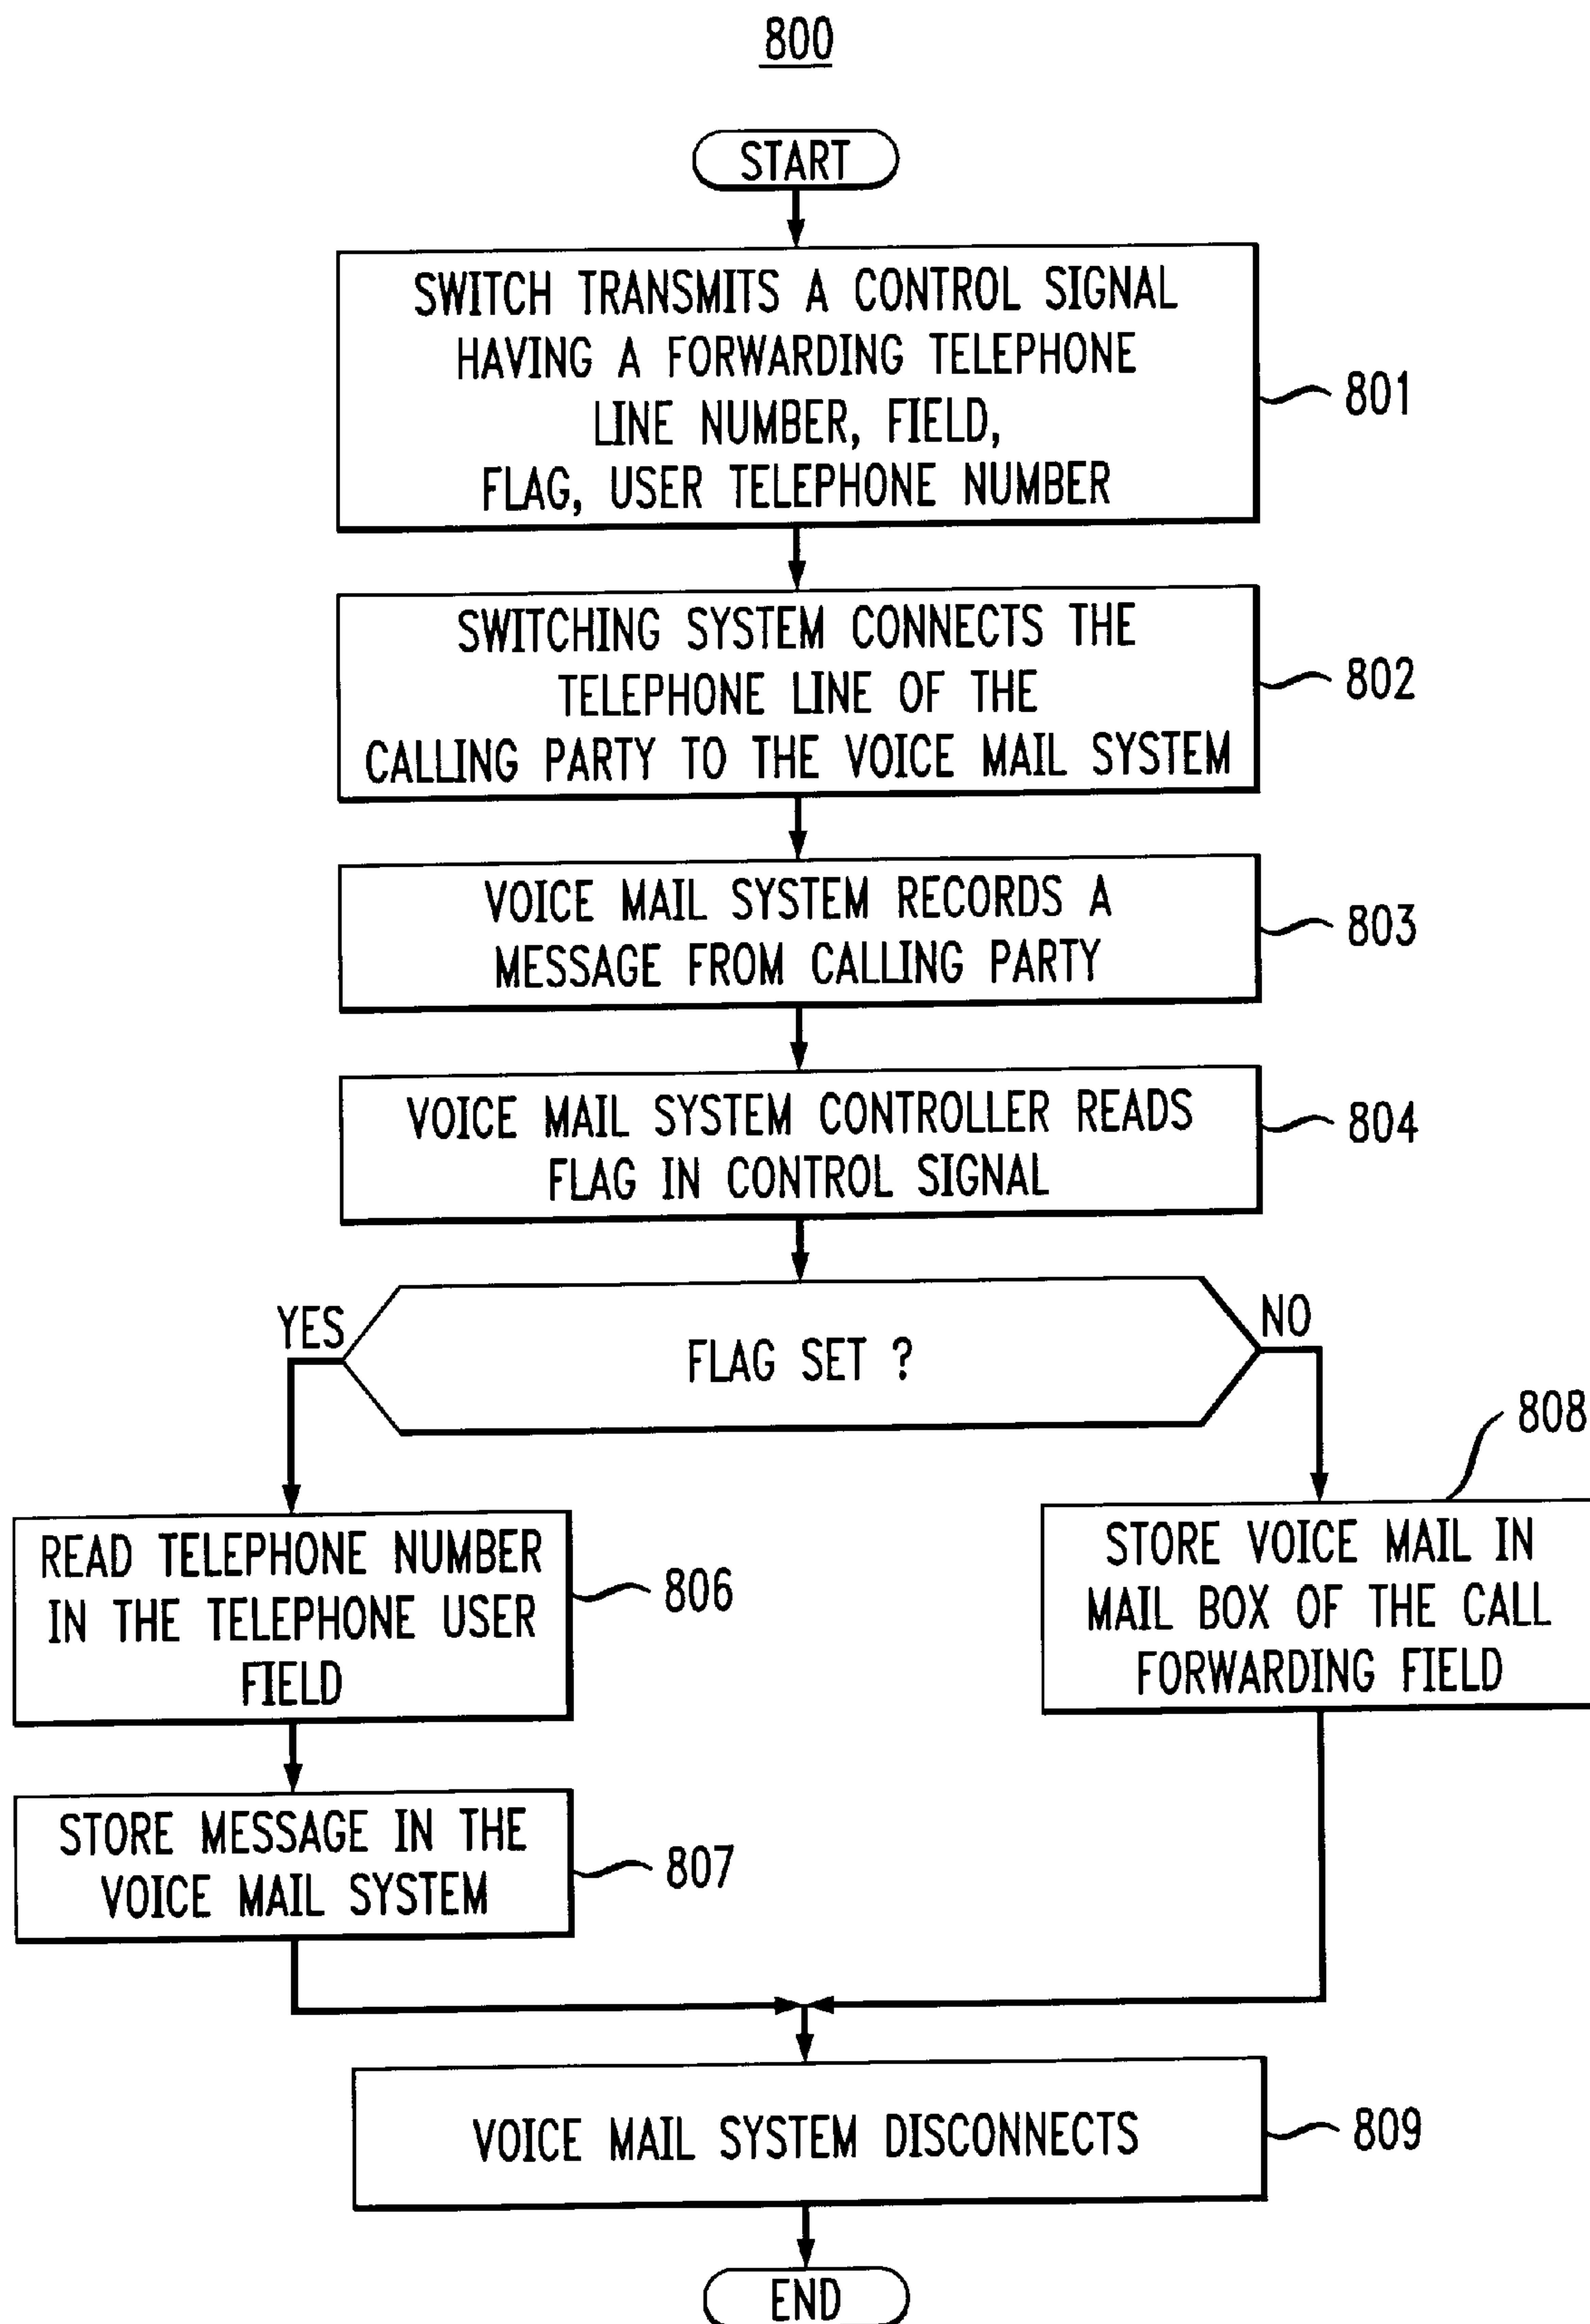 800
START
SWITCH TRANSMITS A CONTROL SIGNAL
HAVING A FORWARDING TELEPHONE
LINE NUMBER, FIELD,
FLAG, USER TELEPHONE NUMBER
801
SWITCHING SYSTEM CONNECTS THE
TELEPHONE LINE OF THE
CALLING PARTY TO THE VOICE MAIL SYSTEM
802
VOICE MAIL SYSTEM RECORDS A
MESSAGE FROM CALLING PARTY
803
VOICE MAIL SYSTEM CONTROLLER READS
FLAG IN CONTROL SIGNAL
804
YES
FLAG SET ?
NO
READ TELEPHONE NUMBER
IN THE TELEPHONE USER
FIELD
806
808
STORE VOICE MAIL IN
MAIL BOX OF THE CALL
FORWARDING FIELD
STORE MESSAGE IN THE
VOICE MAIL SYSTEM
807
VOICE MAIL SYSTEM DISCONNECTS
809
END